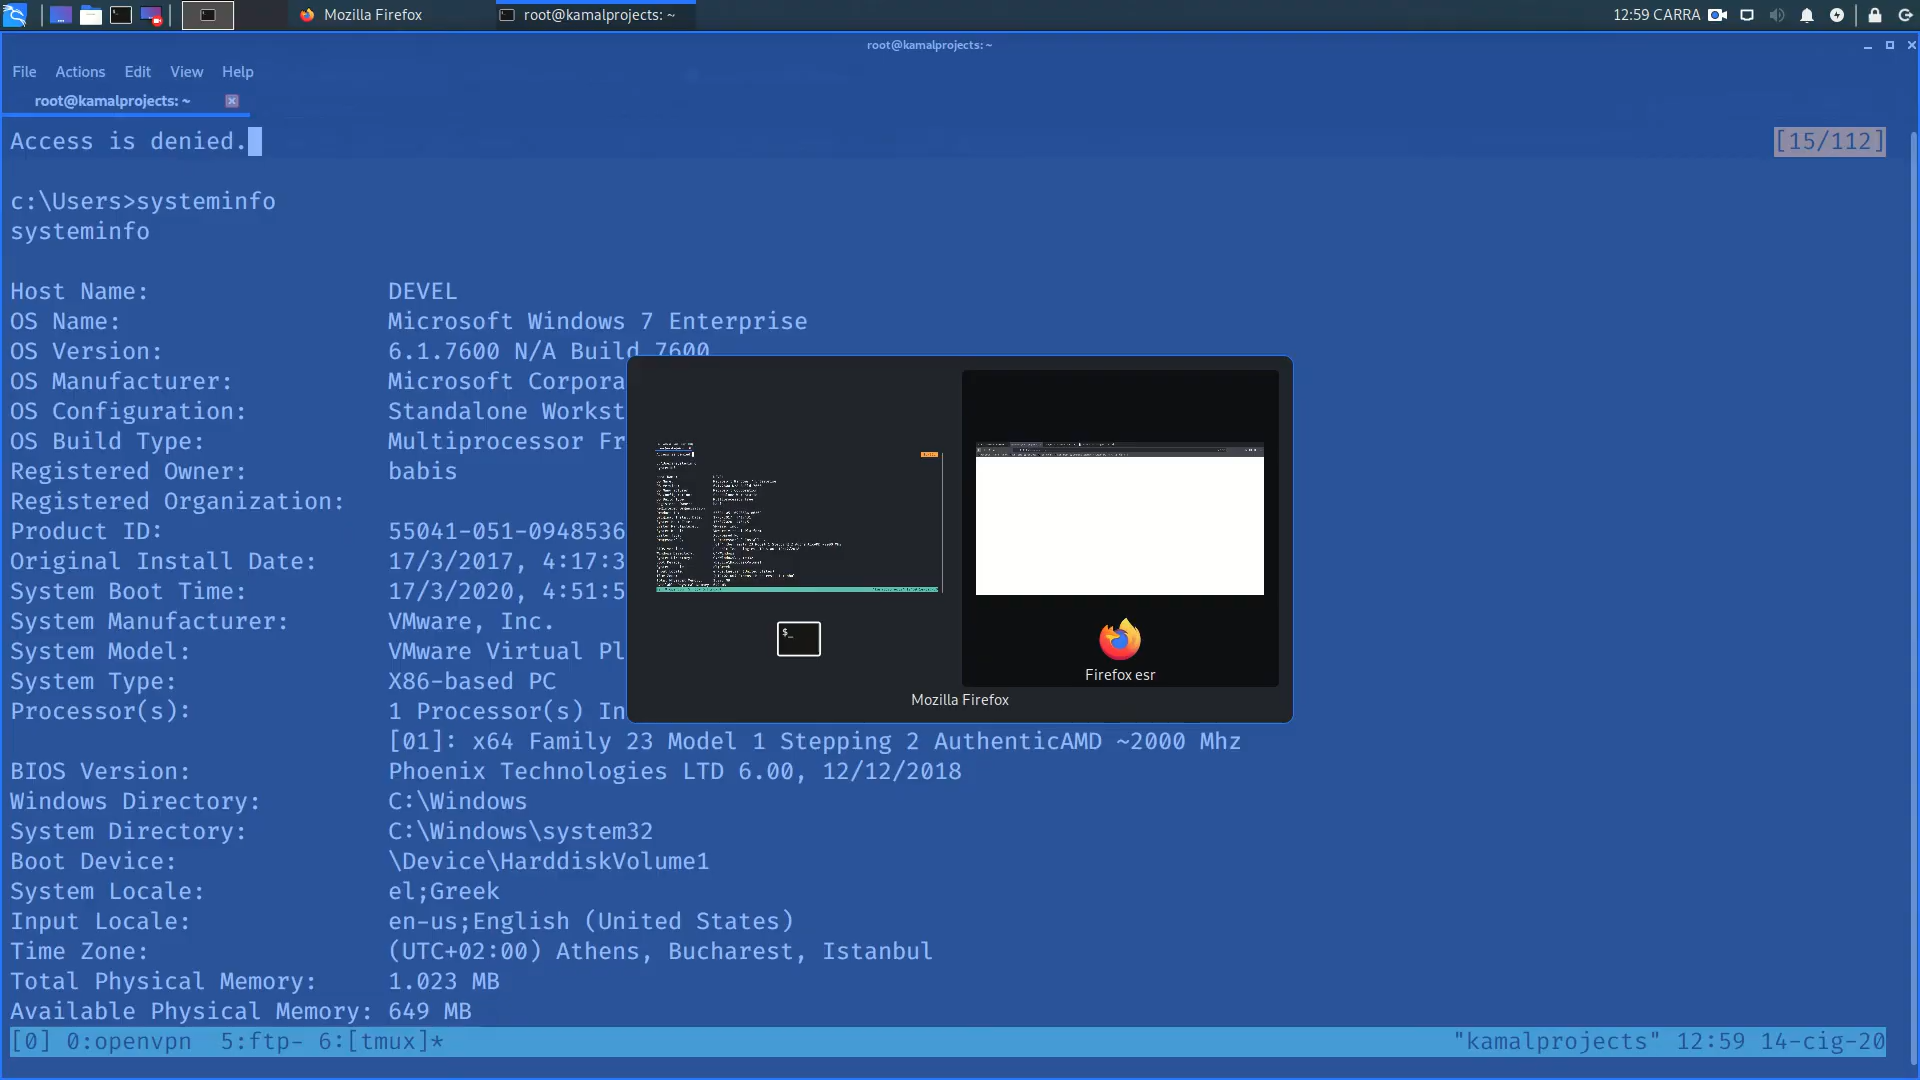 Mozilla Firefox
root@kamalprojects: ~
12:59 CARRA
root@kamalprojects: ~
File Actions Edit View Help
root@kamalprojects: ~
Access is denied. [15/112]
c:\Users>systeminfo
systeminfo
Host Name: DEVEL
OS Name: Microsoft Windows 7 Enterprise
OS Version: 6.1.7600 N/A Build 7600
OS Manufacturer: Microsoft Corpora
OS Configuration: Standalone Workst
OS Build Type: Multiprocessor Fr
Registered Owner: babis
Registered Organization:
Product ID: 55041-051-0948536
Original Install Date: 17/3/2017, 4:17:3
System Boot Time: 17/3/2020, 4:51:5
System Manufacturer: VMware, Inc.
System Model: VMware Virtual Pl
System Type: X86-based PC
Processor(s): 1 Processor(s) In
[01]: x64 Family 23 Model 1 Stepping 2 AuthenticAMD ~2000 Mhz
BIOS Version: Phoenix Technologies LTD 6.00, 12/12/2018
Windows Directory: C:\Windows
System Directory: C:\Windows\system32
Boot Device: \Device\HarddiskVolume1
System Locale: el;Greek
Input Locale: en-us;English (United States)
Time Zone: (UTC+02:00) Athens, Bucharest, Istanbul
Total Physical Memory: 1.023 MB
Available Physical Memory: 649 MB
[0] 0:openvpn 5:ftp- 6:[tmux]* "kamalprojects" 12:59 14-cig-20
$_
Firefox esr
Mozilla Firefox